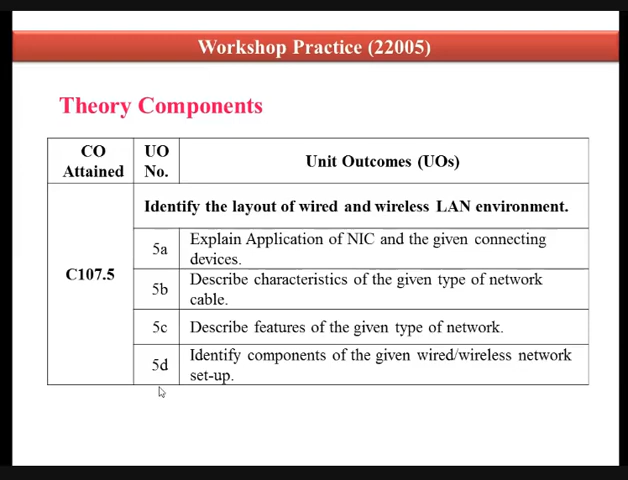 Workshop Practice (22005)
Theory Components
CO Attained
UO No.
Unit Outcomes (UOs)
C107.5
Identify the layout of wired and wireless LAN environment.
5a
Explain Application of NIC and the given connecting
devices.
5b
Describe characteristics of the given type of network
cable.
5c
Describe features of the given type of network.
5d
Identify components of the given wired/wireless network
set-up.